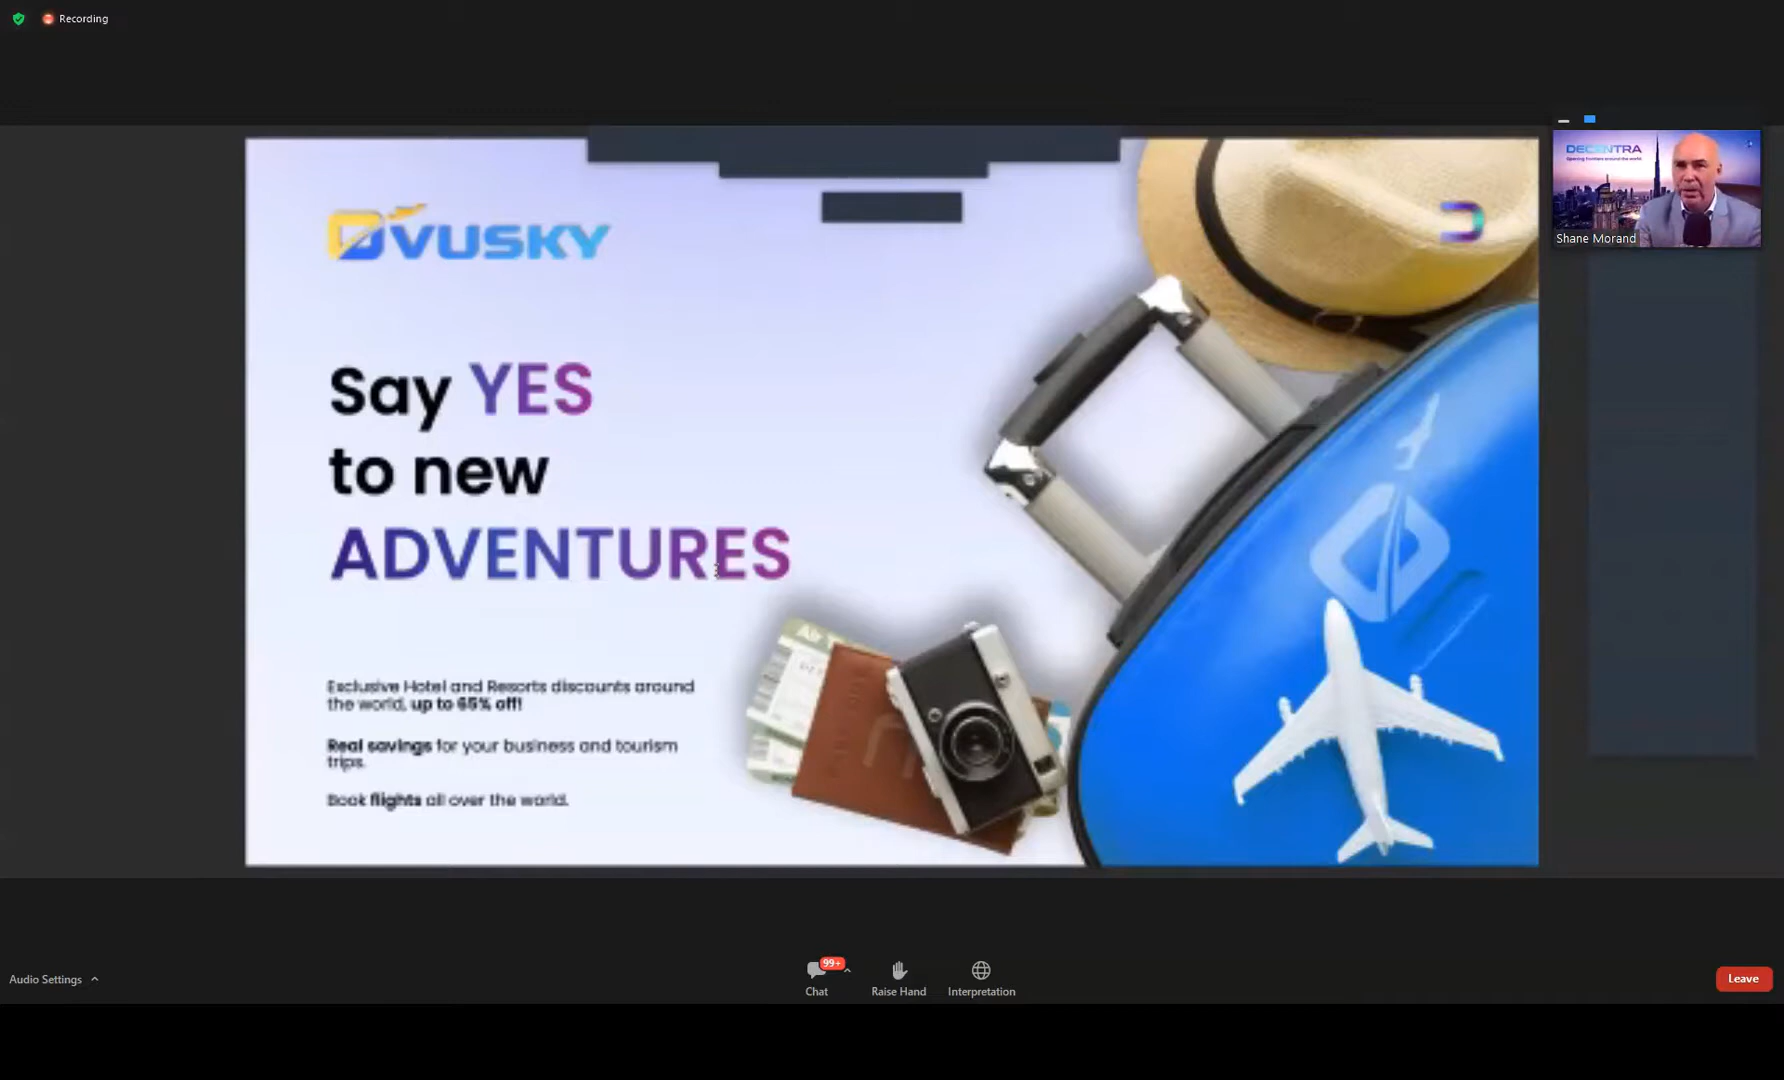 Recording
DECENTRA
Shane Morand
DVUSKY
Say YES
to new
ADVENTURES
Exclusive Hotel and Resorts discounts around
the world, up to 65% off!
Real savings for your business and tourism
trips.
Book flights all over the world.
Audio Settings
99+
Chat
Raise Hand
Interpretation
Leave